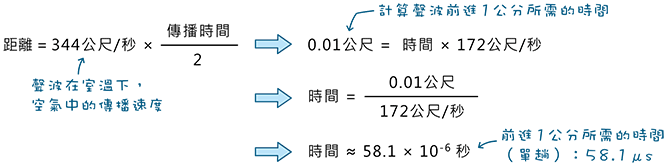 計算聲波前進1公分所需的時間
距離 = 344公尺/秒 × 傳播時間 / 2
0.01公尺 = 時間 × 172公尺/秒
聲波在室溫下，
空氣中的傳播速度
時間 = 0.01公尺 / 172公尺/秒
時間 ≈ 58.1 × 10⁻⁶ 秒
前進1公分所需的時間
（單趟）：58.1 μs